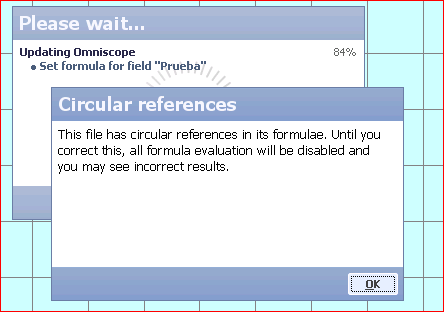 Please wait...
Updating Omniscope 84%
• Set formula for field "Prueba"
Circular references
This file has circular references in its formulae. Until you
correct this, all formula evaluation will be disabled and
you may see incorrect results.
OK